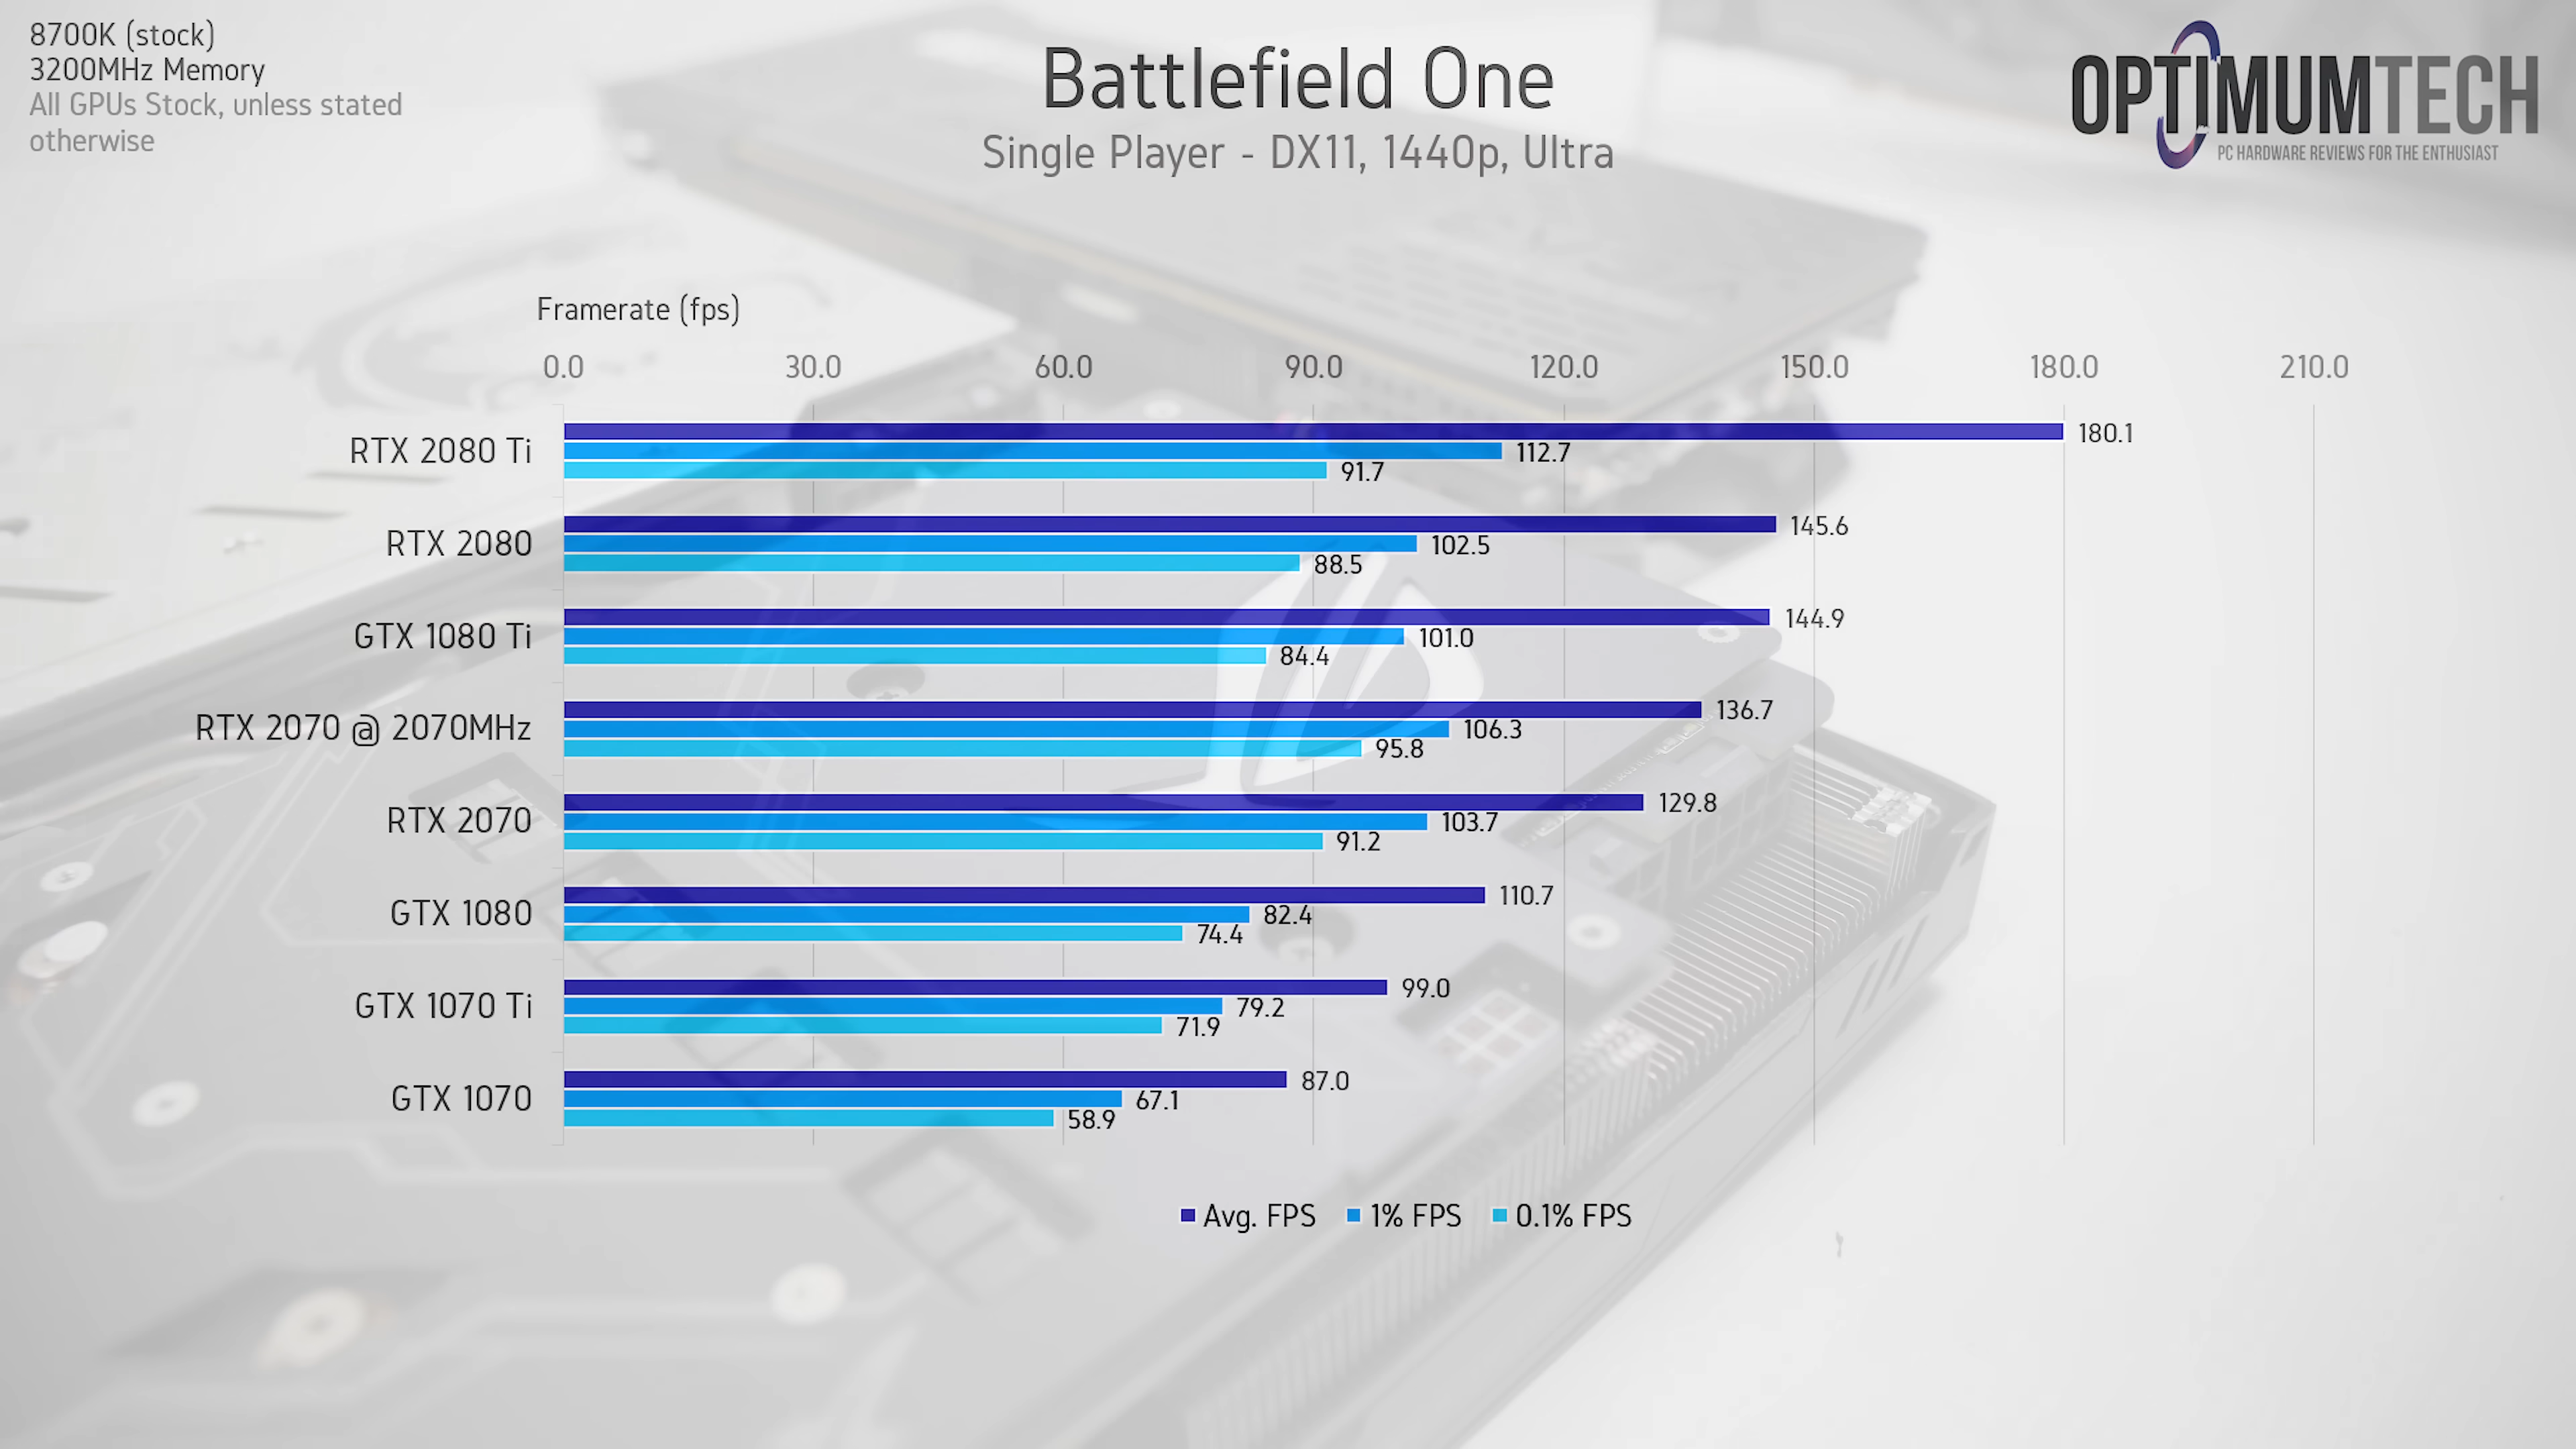 8700K (stock)
3200MHz Memory
All GPUs Stock, unless stated
otherwise
Battlefield One
Single Player - DX11, 1440p, Ultra
OPTIMUMTECH
PC HARDWARE REVIEWS FOR THE ENTHUSIAST
Framerate (fps)
0.0 30.0 60.0 90.0 120.0 150.0 180.0 210.0
RTX 2080 Ti
180.1
112.7
91.7
RTX 2080
145.6
102.5
88.5
GTX 1080 Ti
144.9
101.0
84.4
RTX 2070 @ 2070MHz
136.7
106.3
95.8
RTX 2070
129.8
103.7
91.2
GTX 1080
110.7
82.4
74.4
GTX 1070 Ti
99.0
79.2
71.9
GTX 1070
87.0
67.1
58.9
Avg. FPS 1% FPS 0.1% FPS